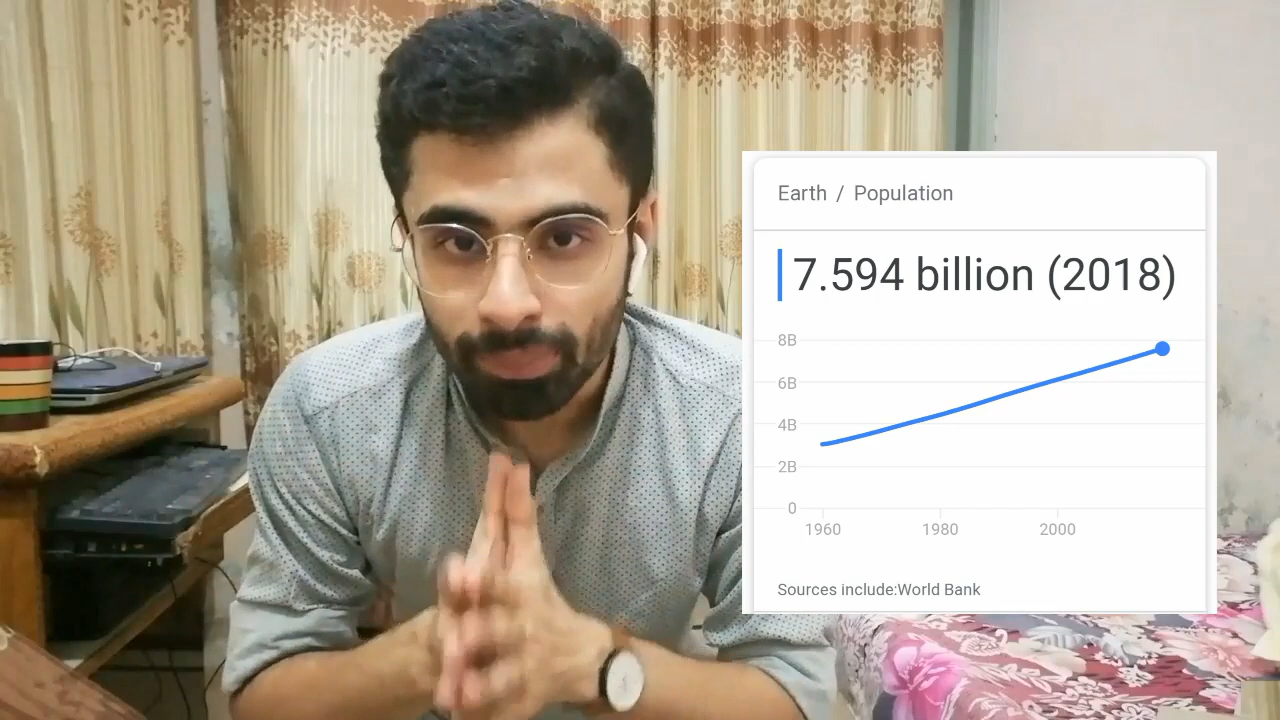 Earth / Population
7.594 billion (2018)
8B
6B
4B
2B
0
1960 1980 2000
Sources include:World Bank